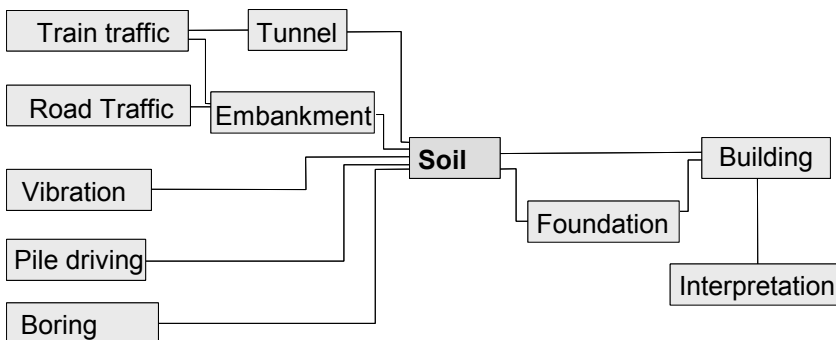 Train traffic
Tunnel
Road Traffic
Embankment
Soil
Building
Vibration
Foundation
Pile driving
Interpretation
Boring